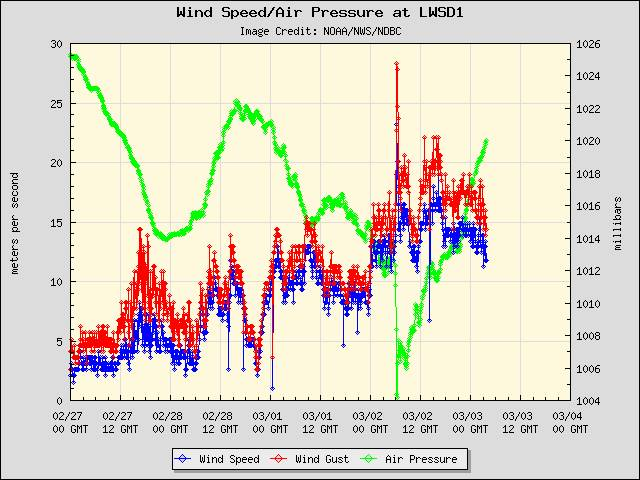 Wind Speed/Air Pressure at LWSD1
Image Credit: NOAA/NWS/NDBC
30 1026
25 1024
20 1022
15 1020
10 1018
5 1016
0 1014
1012
1010
1008
1006
1004
meters per second
millibars
02/27 02/27 02/28 02/28 03/01 03/01 03/02 03/02 03/03 03/03 03/04
00 GMT 12 GMT 00 GMT 12 GMT 00 GMT 12 GMT 00 GMT 12 GMT 00 GMT 12 GMT 00 GMT
Wind Speed Wind Gust Air Pressure